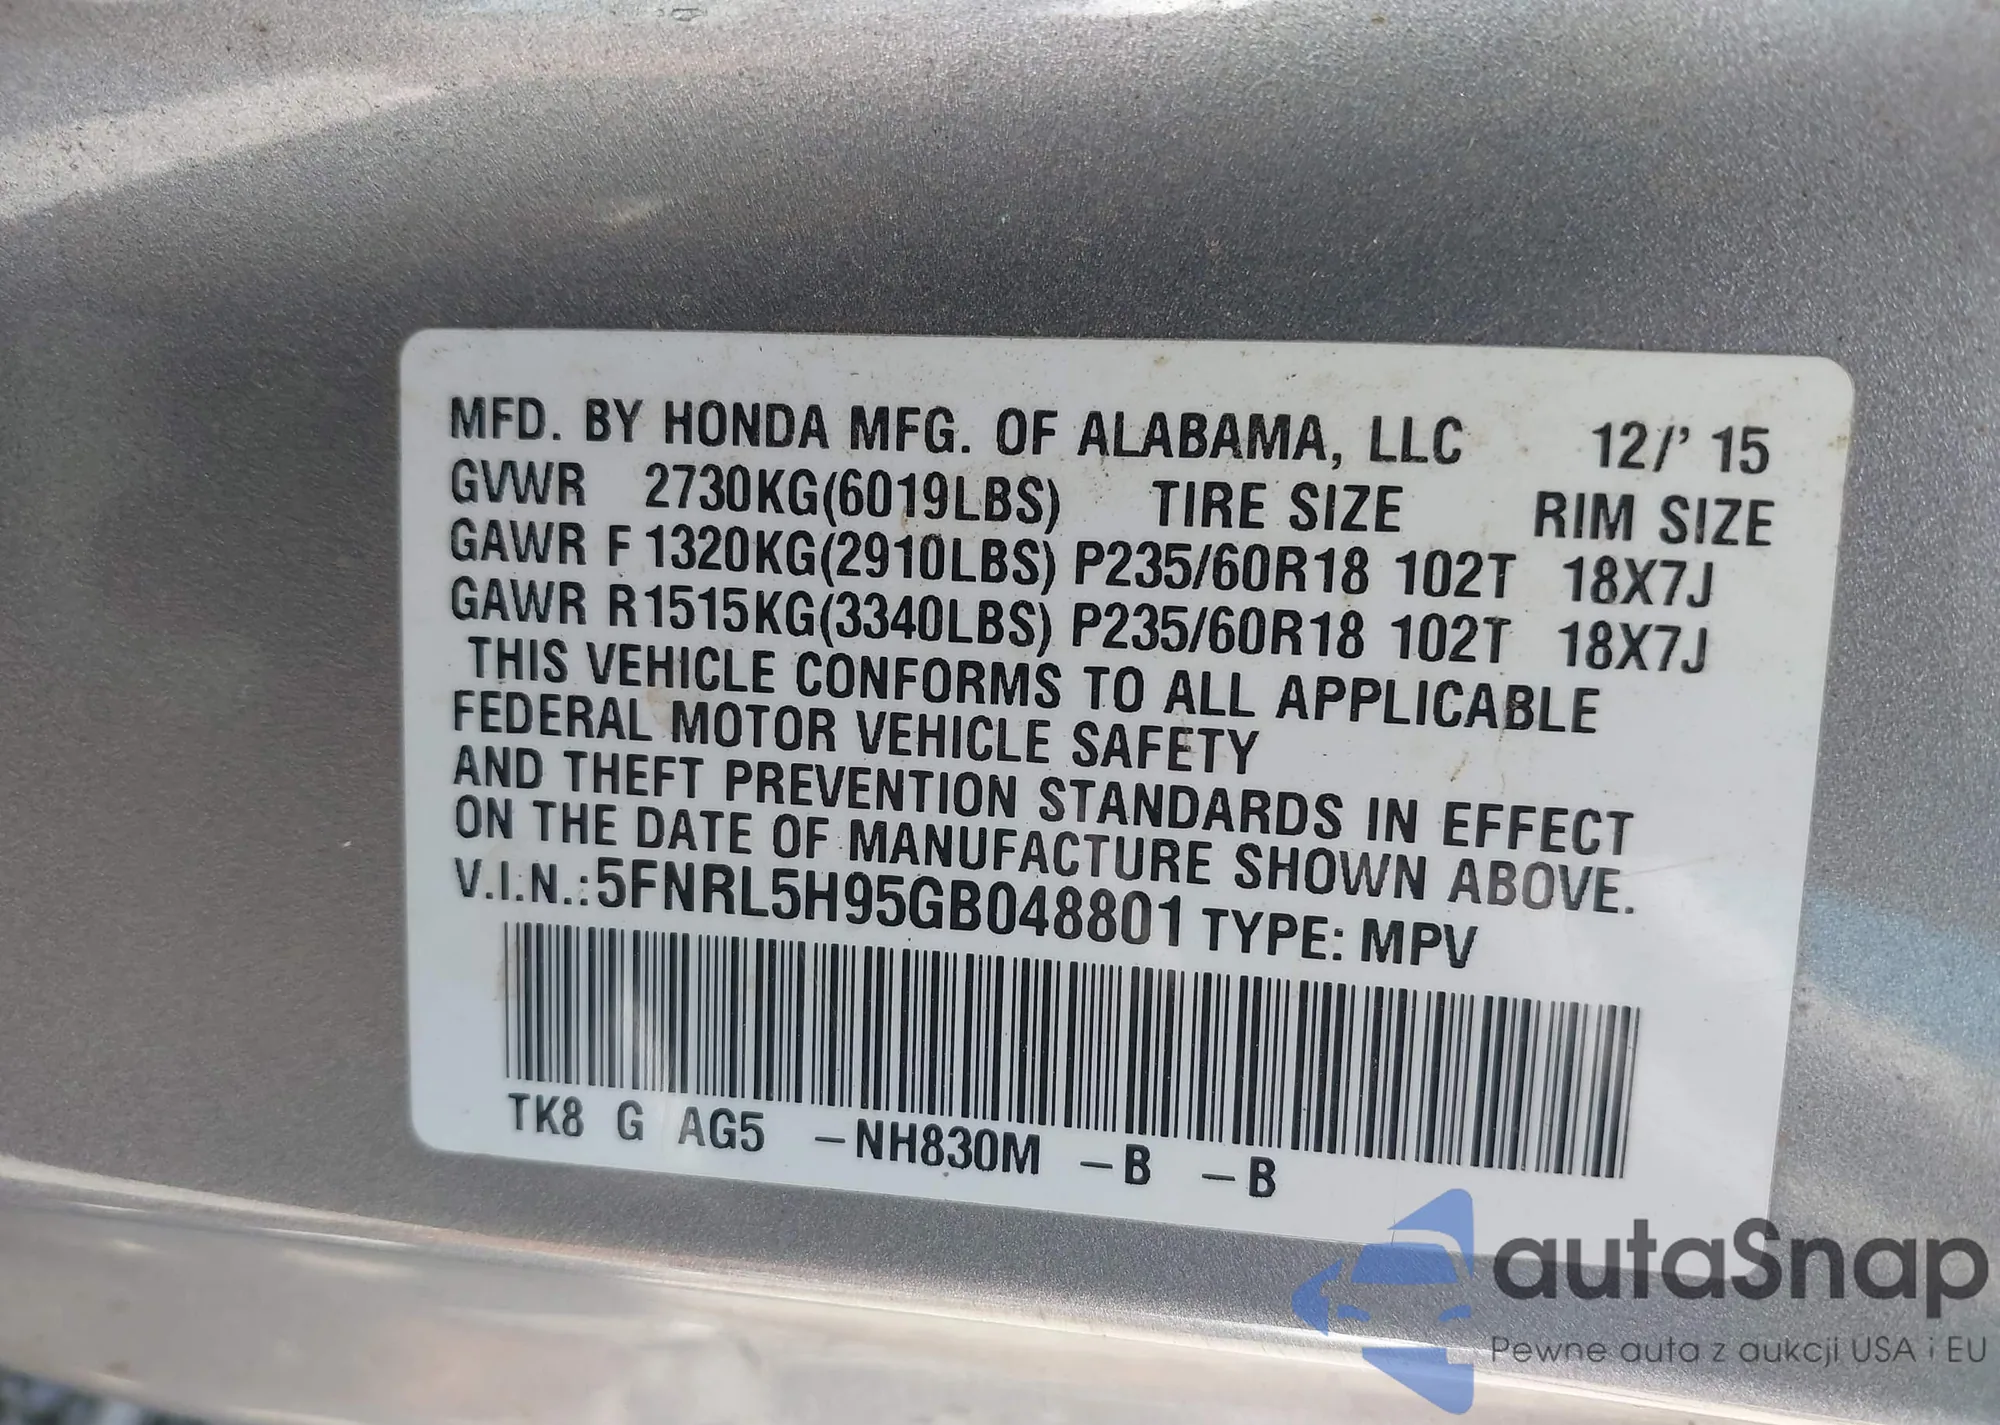 MFD. BY HONDA MFG. OF ALABAMA, LLC 12/' 15
GVWR 2730KG(6019LBS) TIRE SIZE RIM SIZE
GAWR F 1320KG(2910LBS) P235/60R18 102T 18X7J
GAWR R1515KG(3340LBS) P235/60R18 102T 18X7J
THIS VEHICLE CONFORMS TO ALL APPLICABLE
FEDERAL MOTOR VEHICLE SAFETY
AND THEFT PREVENTION STANDARDS IN EFFECT
ON THE DATE OF MANUFACTURE SHOWN ABOVE.
V.I.N.:5FNRL5H95GB048801 TYPE: MPV
TK8 G AG5 –NH830M –B –B
autaSnap
Pewne auta z aukcji USA i EU